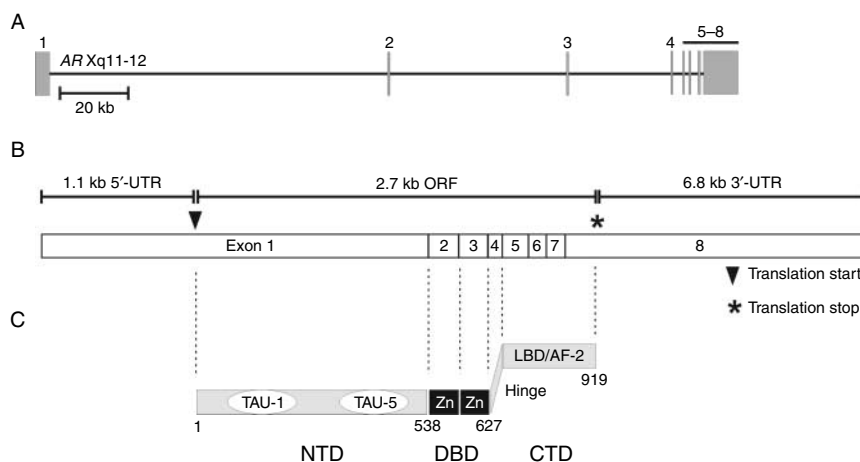 A
1 2 3 4 5–8
AR Xq11-12
20 kb
B
1.1 kb 5′-UTR 2.7 kb ORF 6.8 kb 3′-UTR
Exon 1 2 3 4 5 6 7 8
Translation start
* Translation stop
C
LBD/AF-2
TAU-1 TAU-5 Zn Zn Hinge 919
1 538 627
NTD DBD CTD